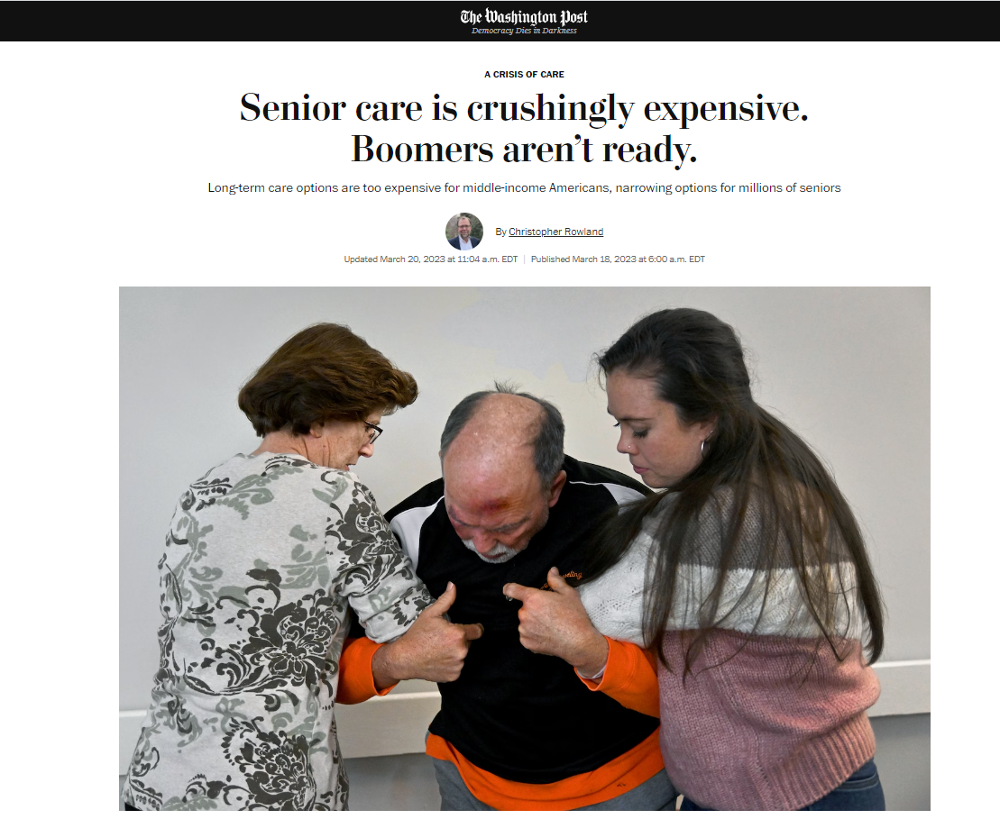 The Washington Post
Democracy Dies in Darkness
A CRISIS OF CARE
Senior care is crushingly expensive.
Boomers aren’t ready.
Long-term care options are too expensive for middle-income Americans, narrowing options for millions of seniors
By Christopher Rowland
Updated March 20, 2023 at 11:04 a.m. EDT | Published March 18, 2023 at 6:00 a.m. EDT